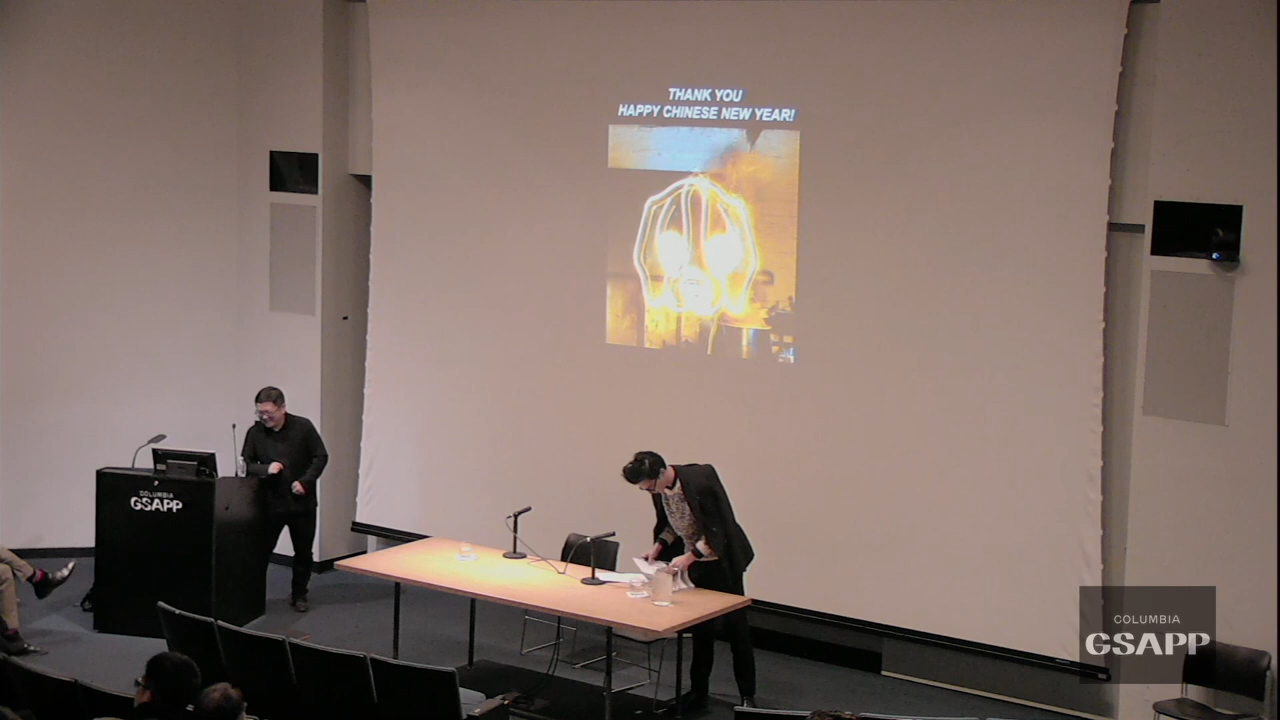 THANK YOU
HAPPY CHINESE NEW YEAR!
COLUMBIA
GSAPP
COLUMBIA
GSAPP